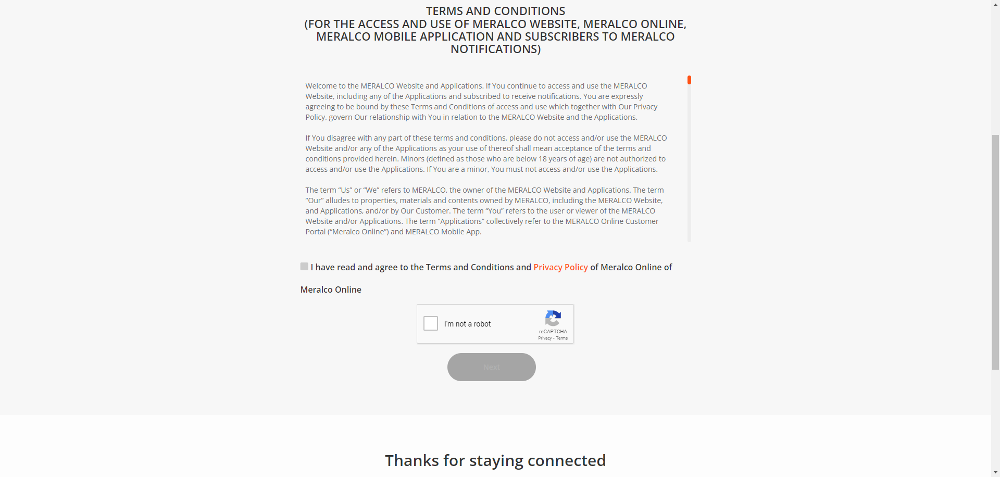 TERMS AND CONDITIONS
(FOR THE ACCESS AND USE OF MERALCO WEBSITE, MERALCO ONLINE,
MERALCO MOBILE APPLICATION AND SUBSCRIBERS TO MERALCO
NOTIFICATIONS)
Welcome to the MERALCO Website and Applications. If You continue to access and use the MERALCO
Website, including any of the Applications and subscribed to receive notifications, You are expressly
agreeing to be bound by these Terms and Conditions of access and use which together with Our Privacy
Policy, govern Our relationship with You in relation to the MERALCO Website and the Applications.
If You disagree with any part of these terms and conditions, please do not access and/or use the MERALCO
Website and/or any of the Applications as your use of thereof shall mean acceptance of the terms and
conditions provided herein. Minors (defined as those who are below 18 years of age) are not authorized to
access and/or use the Applications. If You are a minor, You must not access and/or use the Applications.
The term “Us” or “We” refers to MERALCO, the owner of the MERALCO Website and Applications. The term
“Our” alludes to properties, materials and contents owned by MERALCO, including the MERALCO Website,
and Applications, and/or by Our Customer. The term “You” refers to the user or viewer of the MERALCO
Website and/or Applications. The term “Applications” collectively refer to the MERALCO Online Customer
Portal (“Meralco Online”) and MERALCO Mobile App.
I have read and agree to the Terms and Conditions and Privacy Policy of Meralco Online of
Meralco Online
I'm not a robot
reCAPTCHA
Privacy - Terms
Next
Thanks for staying connected